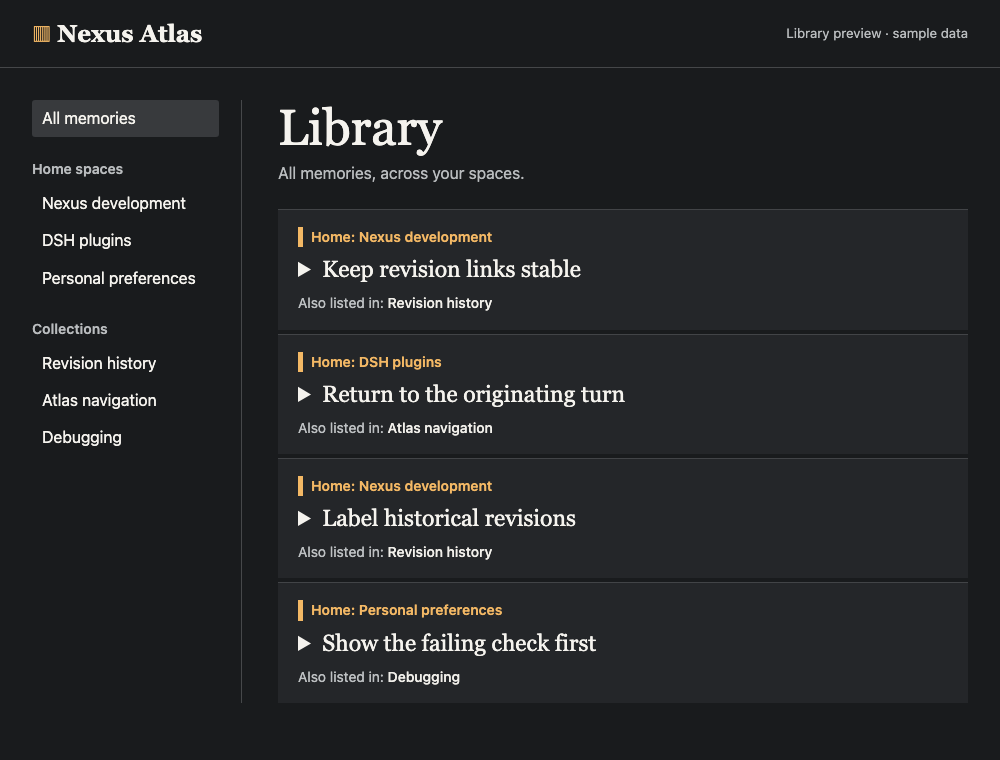 Nexus Atlas
Library preview · sample data
All memories
Home spaces
Nexus development
DSH plugins
Personal preferences
Collections
Revision history
Atlas navigation
Debugging
Library
All memories, across your spaces.
Home: Nexus development
Keep revision links stable
Also listed in: Revision history
Home: DSH plugins
Return to the originating turn
Also listed in: Atlas navigation
Home: Nexus development
Label historical revisions
Also listed in: Revision history
Home: Personal preferences
Show the failing check first
Also listed in: Debugging